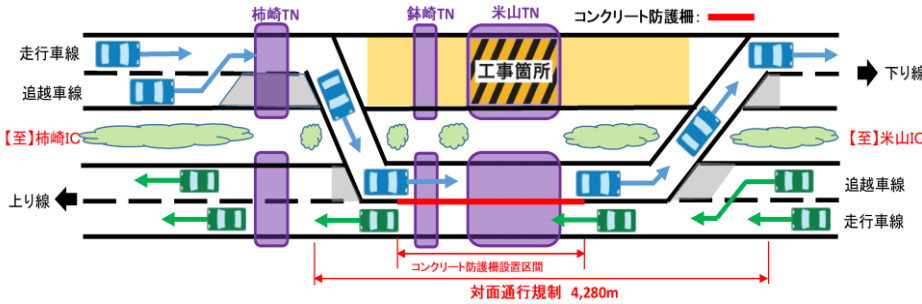 柿崎TN
鉢崎TN
米山TN
コンクリート防護柵：
走行車線
追越車線
工事箇所
下り線
【至】柿崎IC
【至】米山IC
上り線
追越車線
走行車線
コンクリート防護柵設置区間
対面通行規制 4,280m